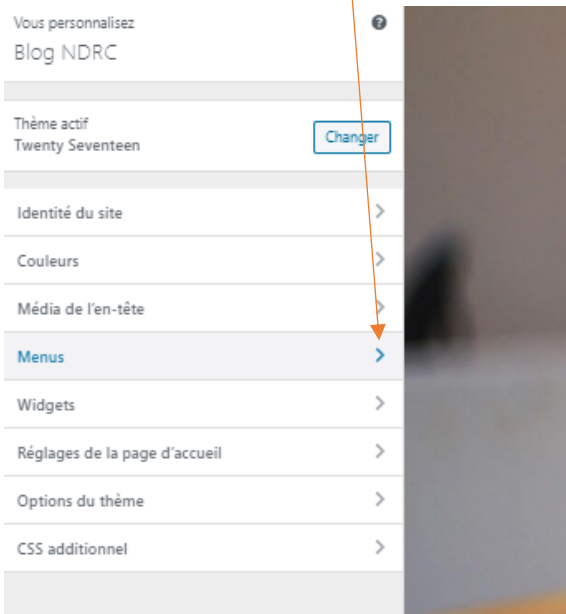 Vous personnalisez
Blog NDRC
Thème actif
Twenty Seventeen
Changer
Identité du site
Couleurs
Média de l'en-tête
Menus
Widgets
Réglages de la page d'accueil
Options du thème
CSS additionnel